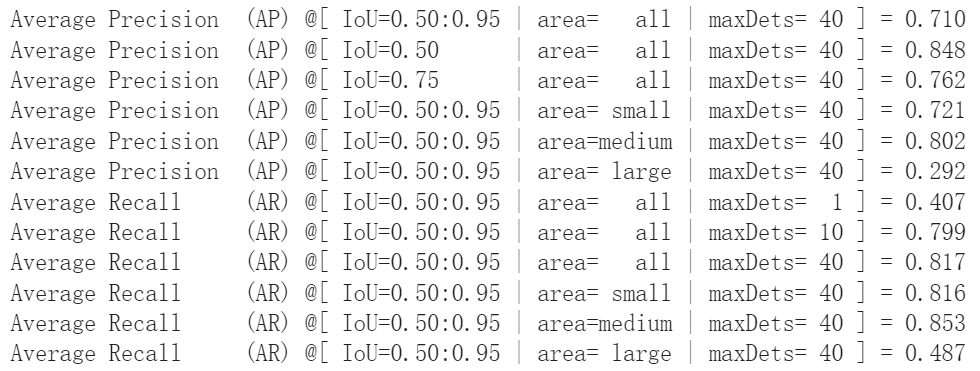 Average Precision  (AP) @[ IoU=0.50:0.95 | area=   all | maxDets= 40 ] = 0.710
Average Precision  (AP) @[ IoU=0.50      | area=   all | maxDets= 40 ] = 0.848
Average Precision  (AP) @[ IoU=0.75      | area=   all | maxDets= 40 ] = 0.762
Average Precision  (AP) @[ IoU=0.50:0.95 | area= small | maxDets= 40 ] = 0.721
Average Precision  (AP) @[ IoU=0.50:0.95 | area=medium | maxDets= 40 ] = 0.802
Average Precision  (AP) @[ IoU=0.50:0.95 | area= large | maxDets= 40 ] = 0.292
Average Recall     (AR) @[ IoU=0.50:0.95 | area=   all | maxDets=  1 ] = 0.407
Average Recall     (AR) @[ IoU=0.50:0.95 | area=   all | maxDets= 10 ] = 0.799
Average Recall     (AR) @[ IoU=0.50:0.95 | area=   all | maxDets= 40 ] = 0.817
Average Recall     (AR) @[ IoU=0.50:0.95 | area= small | maxDets= 40 ] = 0.816
Average Recall     (AR) @[ IoU=0.50:0.95 | area=medium | maxDets= 40 ] = 0.853
Average Recall     (AR) @[ IoU=0.50:0.95 | area= large | maxDets= 40 ] = 0.487